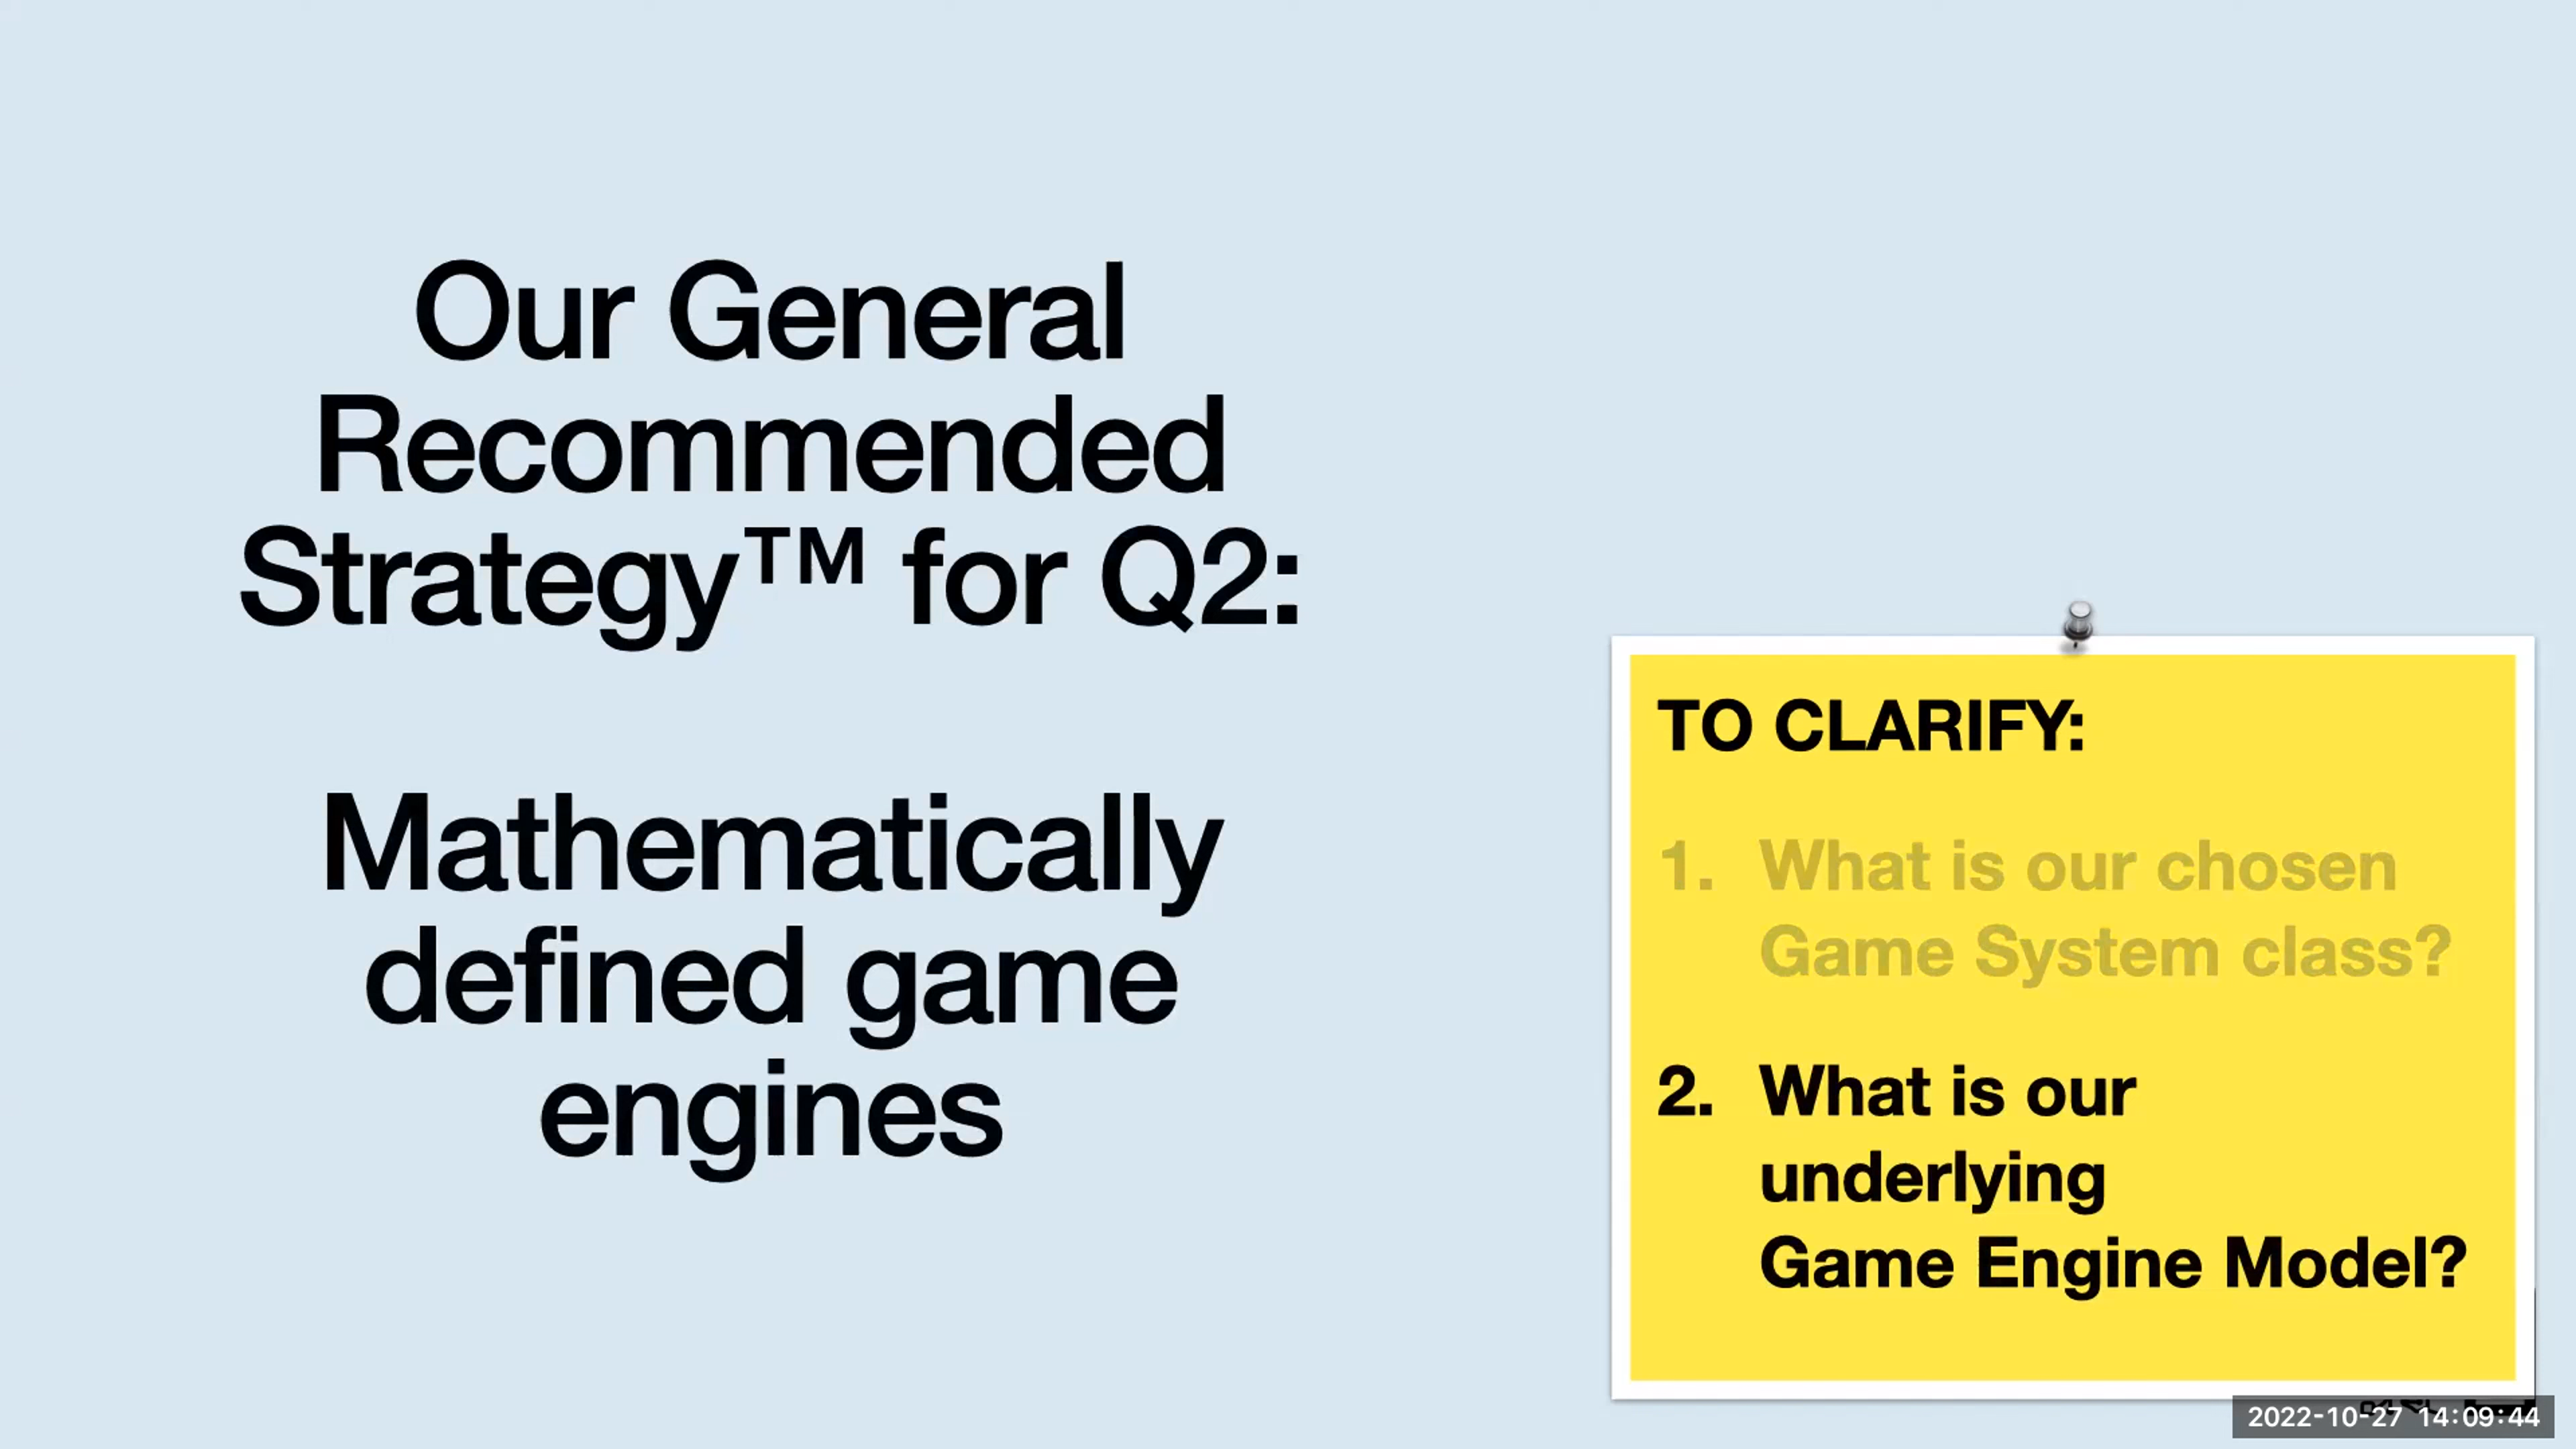 Our General
Recommended
Strategy™ for Q2:
Mathematically
defined game
engines
TO CLARIFY:
1. What is our chosen
Game System class?
2. What is our
underlying
Game Engine Model?
2022-10-27 14:09:44